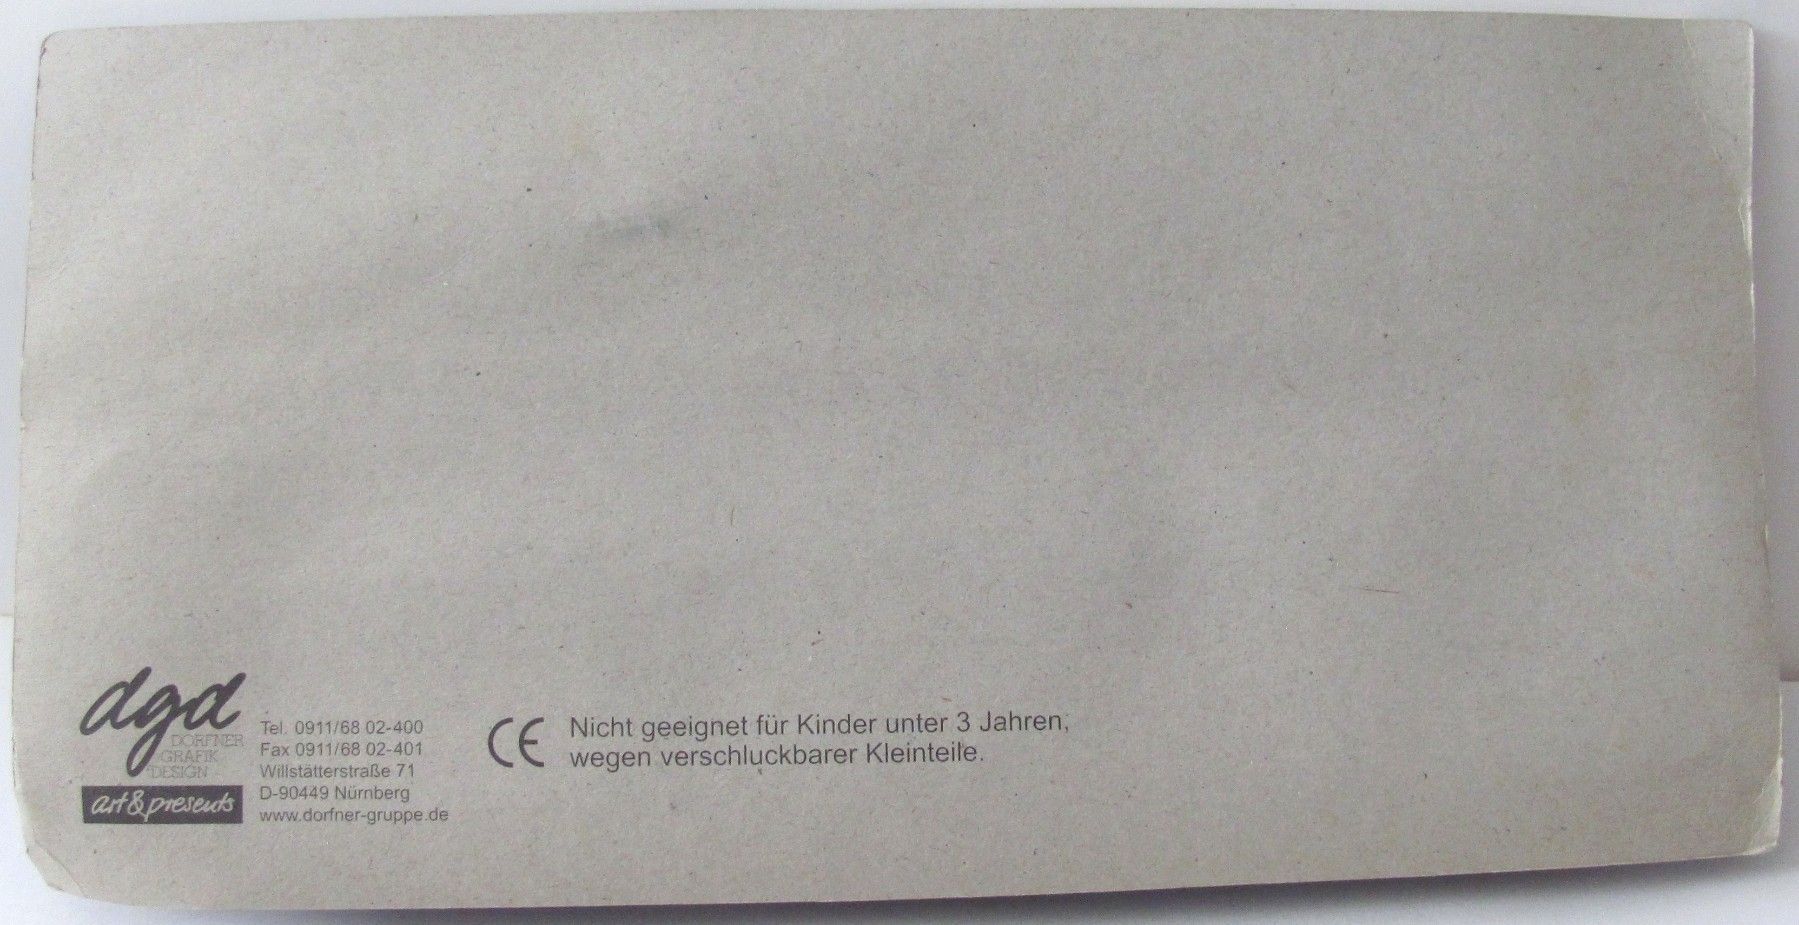 dgd
DORFNER
GRAFIK
DESIGN
art & presents
Tel. 0911/68 02-400
Fax 0911/68 02-401
Willstätterstraße 71
D-90449 Nürnberg
www.dorfner-gruppe.de
CE
Nicht geeignet für Kinder unter 3 Jahren,
wegen verschluckbarer Kleinteile.